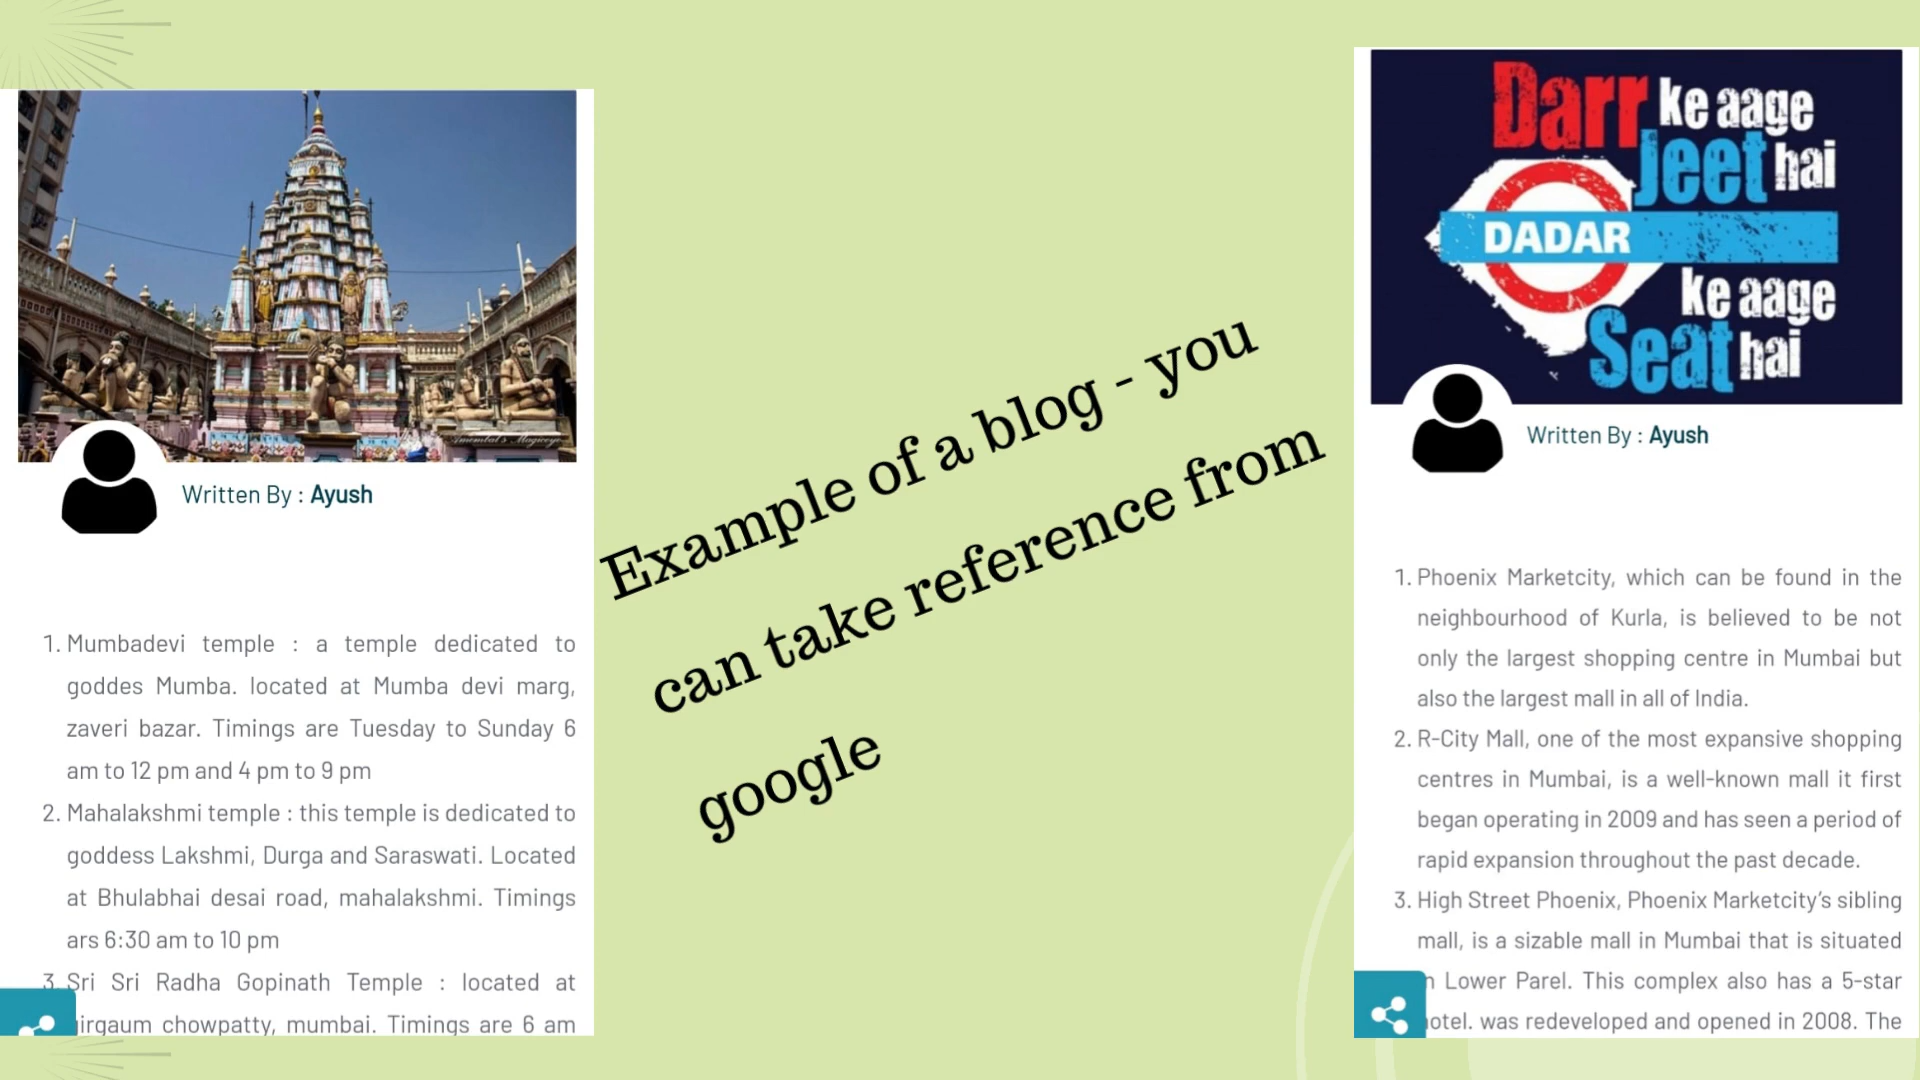 Amembal's Magiceye
Written By : Ayush
1. Mumbadevi temple : a temple dedicated to
goddes Mumba. located at Mumba devi marg,
zaveri bazar. Timings are Tuesday to Sunday 6
am to 12 pm and 4 pm to 9 pm
2. Mahalakshmi temple : this temple is dedicated to
goddess Lakshmi, Durga and Saraswati. Located
at Bhulabhai desai road, mahalakshmi. Timings
ars 6:30 am to 10 pm
3. Sri Sri Radha Gopinath Temple : located at
girgaum chowpatty, mumbai. Timings are 6 am
Example of a blog - you
can take reference from
google
Darr ke aage
Jeet hai
DADAR
ke aage
Seat hai
Written By : Ayush
1. Phoenix Marketcity, which can be found in the
neighbourhood of Kurla, is believed to be not
only the largest shopping centre in Mumbai but
also the largest mall in all of India.
2. R-City Mall, one of the most expansive shopping
centres in Mumbai, is a well-known mall it first
began operating in 2009 and has seen a period of
rapid expansion throughout the past decade.
3. High Street Phoenix, Phoenix Marketcity's sibling
mall, is a sizable mall in Mumbai that is situated
in Lower Parel. This complex also has a 5-star
hotel. was redeveloped and opened in 2008. The